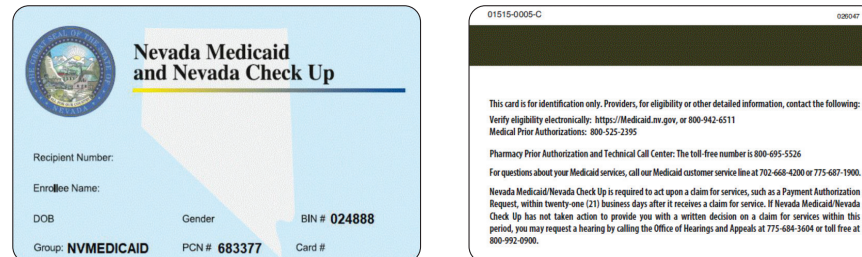 THE GREAT SEAL OF THE STATE OF
NEVADA
Nevada Medicaid
and Nevada Check Up
Recipient Number:
Enrollee Name:
DOB Gender BIN # 024888
Group: NVMEDICAID PCN # 683377 Card #
01515-0005-C 026047
This card is for identification only. Providers, for eligibility or other detailed information, contact the following:
Verify eligibility electronically: https://Medicaid.nv.gov, or 800-942-6511
Medical Prior Authorizations: 800-525-2395
Pharmacy Prior Authorization and Technical Call Center: The toll-free number is 800-695-5526
For questions about your Medicaid services, call our Medicaid customer service line at 702-668-4200 or 775-687-1900.
Nevada Medicaid/Nevada Check Up is required to act upon a claim for services, such as a Payment Authorization
Request, within twenty-one (21) business days after it receives a claim for service. If Nevada Medicaid/Nevada
Check Up has not taken action to provide you with a written decision on a claim for services within this
period, you may request a hearing by calling the Office of Hearings and Appeals at 775-684-3604 or toll free at
800-992-0900.